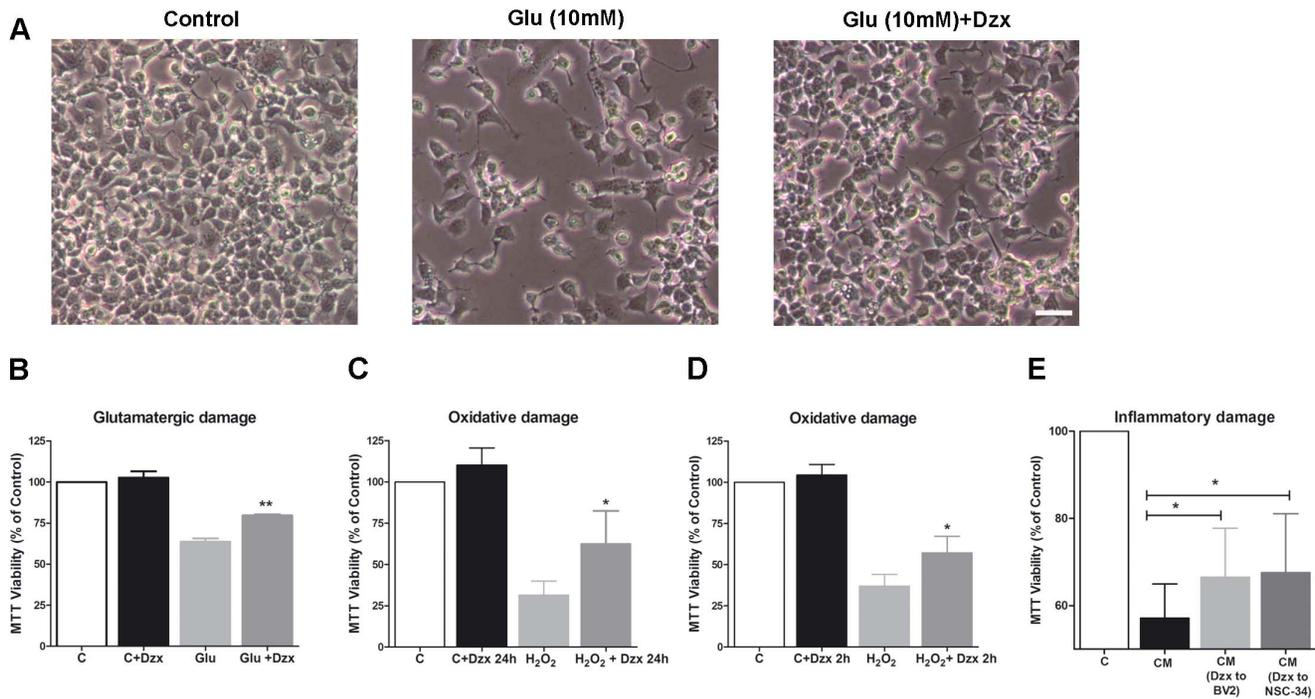 A
Control
Glu (10mM)
Glu (10mM)+Dzx
B
Glutamatergic damage
MTT Viability (% of Control)
125
100
75
50
25
0
C
C+Dzx
Glu
Glu +Dzx
**
C
Oxidative damage
MTT Viability (% of Control)
125
100
75
50
25
0
C
C+Dzx 24h
H₂O₂
H₂O₂ + Dzx 24h
*
D
Oxidative damage
MTT Viability (% of Control)
125
100
75
50
25
0
C
C+Dzx 2h
H₂O₂
H₂O₂+ Dzx 2h
*
E
Inflammatory damage
MTT Viability (% of Control)
100
80
60
*
*
C
CM
CM
(Dzx to
BV2)
CM
(Dzx to
NSC-34)